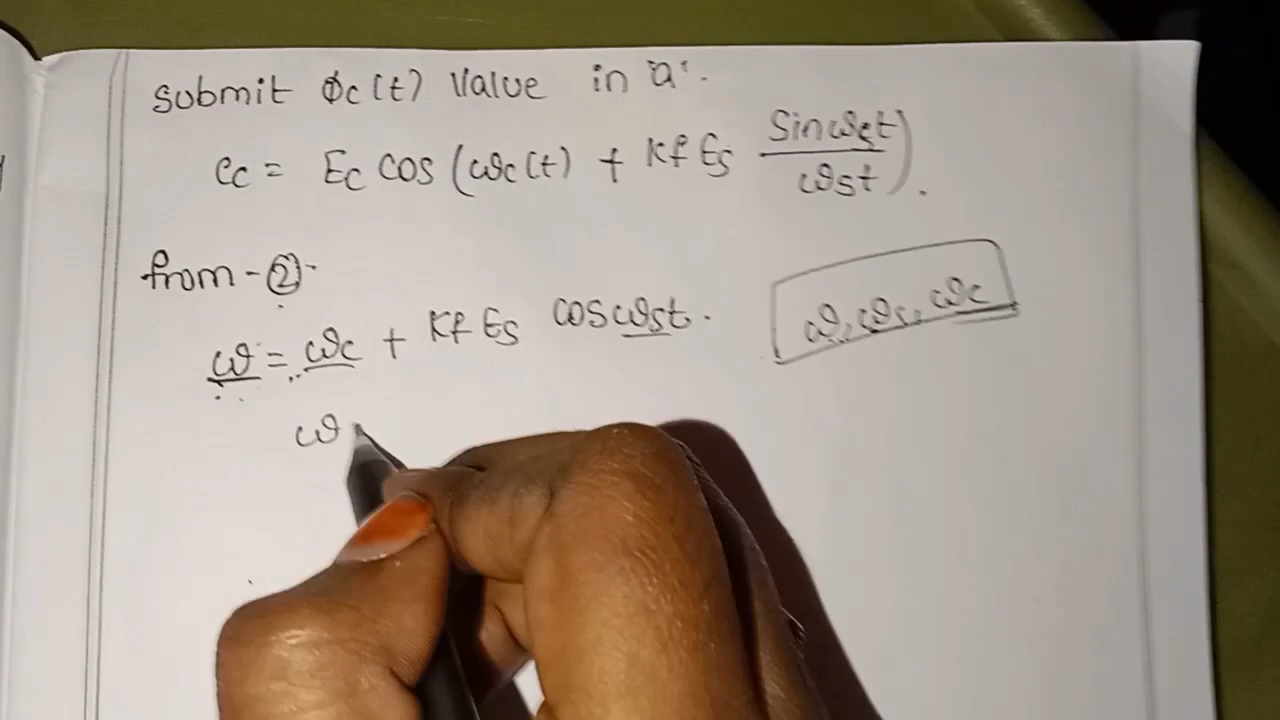 Submit φc(t) Value in 'a'.
ec = Ec cos (ωc(t) + Kf Es sinωst/ωst).
from - ②.
ω = ωc + Kf Es cosωst.
ω, ωs, ωc
ω